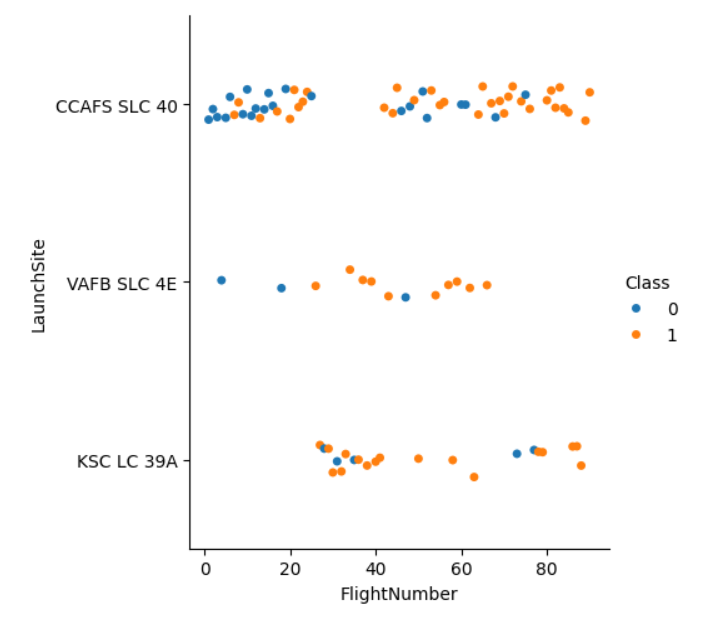 CCAFS SLC 40
VAFB SLC 4E
KSC LC 39A
LaunchSite
0 20 40 60 80
FlightNumber
Class
0
1